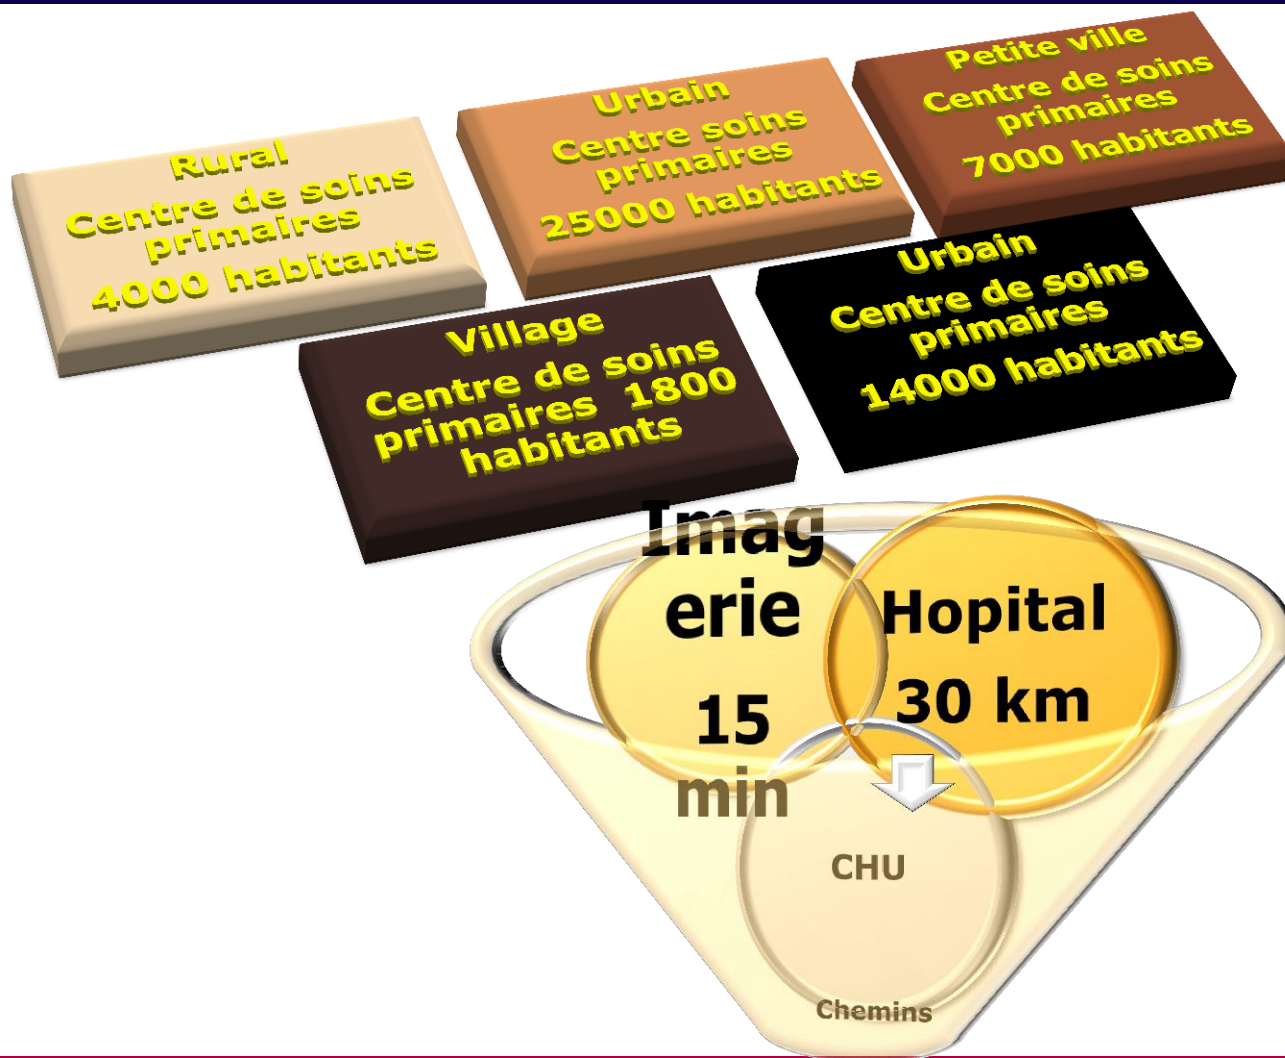 Rural
Centre de soins
primaires
4000 habitants
Urbain
Centre soins
primaires
25000 habitants
Petite ville
Centre de soins
primaires
7000 habitants
Village
Centre de soins
primaires 1800
habitants
Urbain
Centre de soins
primaires
14000 habitants
Imag
erie
15
min
Hopital
30 km
CHU
Chemins